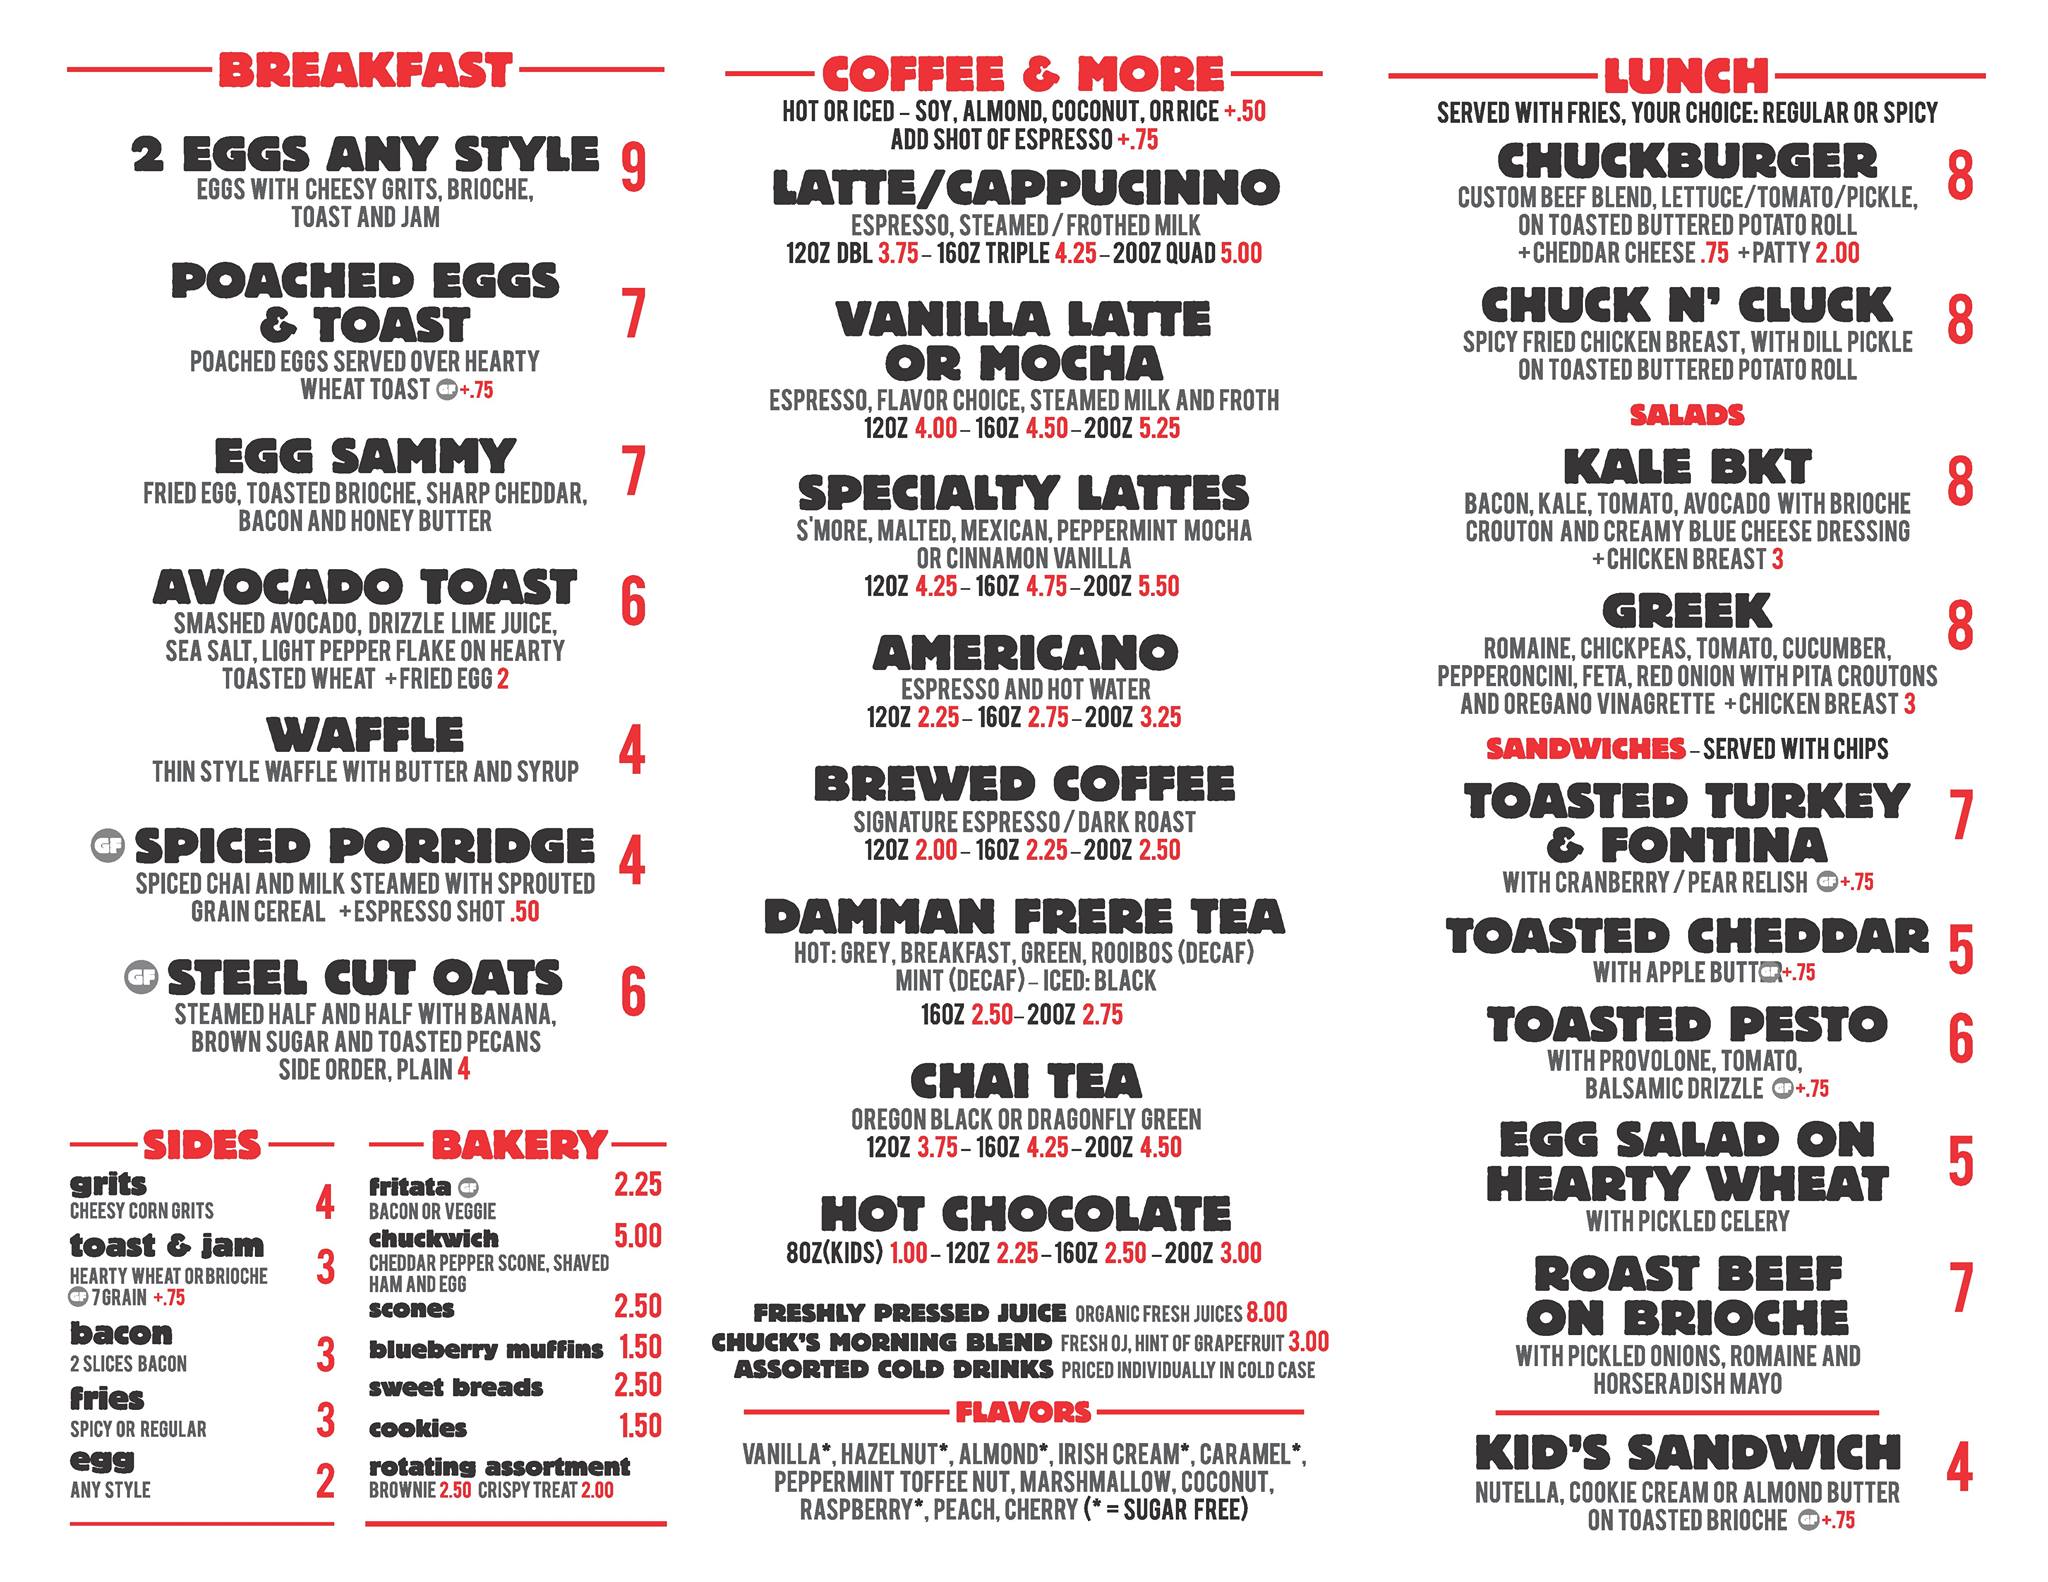 BREAKFAST
2 EGGS ANY STYLE 9
EGGS WITH CHEESY GRITS, BRIOCHE,
TOAST AND JAM
POACHED EGGS
& TOAST 7
POACHED EGGS SERVED OVER HEARTY
WHEAT TOAST GF +.75
EGG SAMMY 7
FRIED EGG, TOASTED BRIOCHE, SHARP CHEDDAR,
BACON AND HONEY BUTTER
AVOCADO TOAST 6
SMASHED AVOCADO, DRIZZLE LIME JUICE,
SEA SALT, LIGHT PEPPER FLAKE ON HEARTY
TOASTED WHEAT +FRIED EGG 2
WAFFLE 4
THIN STYLE WAFFLE WITH BUTTER AND SYRUP
GF SPICED PORRIDGE 4
SPICED CHAI AND MILK STEAMED WITH SPROUTED
GRAIN CEREAL +ESPRESSO SHOT .50
GF STEEL CUT OATS 6
STEAMED HALF AND HALF WITH BANANA,
BROWN SUGAR AND TOASTED PECANS
SIDE ORDER, PLAIN 4
SIDES
grits 4
CHEESY CORN GRITS
toast & jam 3
HEARTY WHEAT OR BRIOCHE
GF 7 GRAIN +.75
bacon 3
2 SLICES BACON
fries 3
SPICY OR REGULAR
egg 2
ANY STYLE
BAKERY
fritata GF 2.25
BACON OR VEGGIE
chuckwich 5.00
CHEDDAR PEPPER SCONE, SHAVED
HAM AND EGG
scones 2.50
blueberry muffins 1.50
sweet breads 2.50
cookies 1.50
rotating assortment
BROWNIE 2.50 CRISPY TREAT 2.00
COFFEE & MORE
HOT OR ICED – SOY, ALMOND, COCONUT, OR RICE +.50
ADD SHOT OF ESPRESSO +.75
LATTE/CAPPUCINNO
ESPRESSO, STEAMED / FROTHED MILK
12OZ DBL 3.75 – 16OZ TRIPLE 4.25 – 20OZ QUAD 5.00
VANILLA LATTE
OR MOCHA
ESPRESSO, FLAVOR CHOICE, STEAMED MILK AND FROTH
12OZ 4.00 – 16OZ 4.50 – 20OZ 5.25
SPECIALTY LATTES
S'MORE, MALTED, MEXICAN, PEPPERMINT MOCHA
OR CINNAMON VANILLA
12OZ 4.25 – 16OZ 4.75 – 20OZ 5.50
AMERICANO
ESPRESSO AND HOT WATER
12OZ 2.25 – 16OZ 2.75 – 20OZ 3.25
BREWED COFFEE
SIGNATURE ESPRESSO / DARK ROAST
12OZ 2.00 – 16OZ 2.25 – 20OZ 2.50
DAMMAN FRERE TEA
HOT: GREY, BREAKFAST, GREEN, ROOIBOS (DECAF)
MINT (DECAF) – ICED: BLACK
16OZ 2.50 – 20OZ 2.75
CHAI TEA
OREGON BLACK OR DRAGONFLY GREEN
12OZ 3.75 – 16OZ 4.25 – 20OZ 4.50
HOT CHOCOLATE
8OZ(KIDS) 1.00 – 12OZ 2.25 – 16OZ 2.50 – 20OZ 3.00
FRESHLY PRESSED JUICE ORGANIC FRESH JUICES 8.00
CHUCK'S MORNING BLEND FRESH OJ, HINT OF GRAPEFRUIT 3.00
ASSORTED COLD DRINKS PRICED INDIVIDUALLY IN COLD CASE
FLAVORS
VANILLA*, HAZELNUT*, ALMOND*, IRISH CREAM*, CARAMEL*,
PEPPERMINT TOFFEE NUT, MARSHMALLOW, COCONUT,
RASPBERRY*, PEACH, CHERRY (* = SUGAR FREE)
LUNCH
SERVED WITH FRIES, YOUR CHOICE: REGULAR OR SPICY
CHUCKBURGER 8
CUSTOM BEEF BLEND, LETTUCE/TOMATO/PICKLE,
ON TOASTED BUTTERED POTATO ROLL
+CHEDDAR CHEESE .75 +PATTY 2.00
CHUCK N' CLUCK 8
SPICY FRIED CHICKEN BREAST, WITH DILL PICKLE
ON TOASTED BUTTERED POTATO ROLL
SALADS
KALE BKT 8
BACON, KALE, TOMATO, AVOCADO WITH BRIOCHE
CROUTON AND CREAMY BLUE CHEESE DRESSING
+CHICKEN BREAST 3
GREEK 8
ROMAINE, CHICKPEAS, TOMATO, CUCUMBER,
PEPPERONCINI, FETA, RED ONION WITH PITA CROUTONS
AND OREGANO VINAGRETTE +CHICKEN BREAST 3
SANDWICHES – SERVED WITH CHIPS
TOASTED TURKEY
& FONTINA 7
WITH CRANBERRY / PEAR RELISH GF +.75
TOASTED CHEDDAR 5
WITH APPLE BUTTER GF +.75
TOASTED PESTO 6
WITH PROVOLONE, TOMATO,
BALSAMIC DRIZZLE GF +.75
EGG SALAD ON
HEARTY WHEAT 5
WITH PICKLED CELERY
ROAST BEEF
ON BRIOCHE 7
WITH PICKLED ONIONS, ROMAINE AND
HORSERADISH MAYO
KID'S SANDWICH 4
NUTELLA, COOKIE CREAM OR ALMOND BUTTER
ON TOASTED BRIOCHE GF +.75